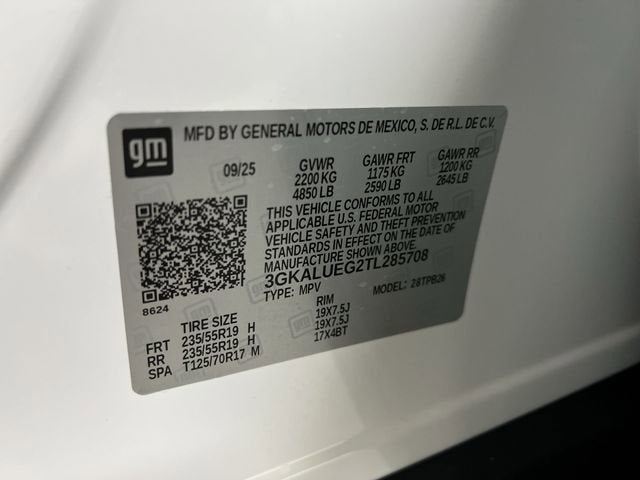 gm MFD BY GENERAL MOTORS DE MEXICO, S. DE R.L. DE C.V.
09/25 GVWR GAWR FRT GAWR RR
2200 KG 1175 KG 1200 KG
4850 LB 2590 LB 2645 LB
THIS VEHICLE CONFORMS TO ALL
APPLICABLE U.S. FEDERAL MOTOR
VEHICLE SAFETY AND THEFT PREVENTION
STANDARDS IN EFFECT ON THE DATE OF
MANUFACTURE SHOWN ABOVE.
3GKALUEG2TL285708
TYPE: MPV MODEL: 28TPB26
8624
TIRE SIZE RIM
FRT 235/55R19 H 19X7.5J
RR 235/55R19 H 19X7.5J
SPA T125/70R17 M 17X4BT